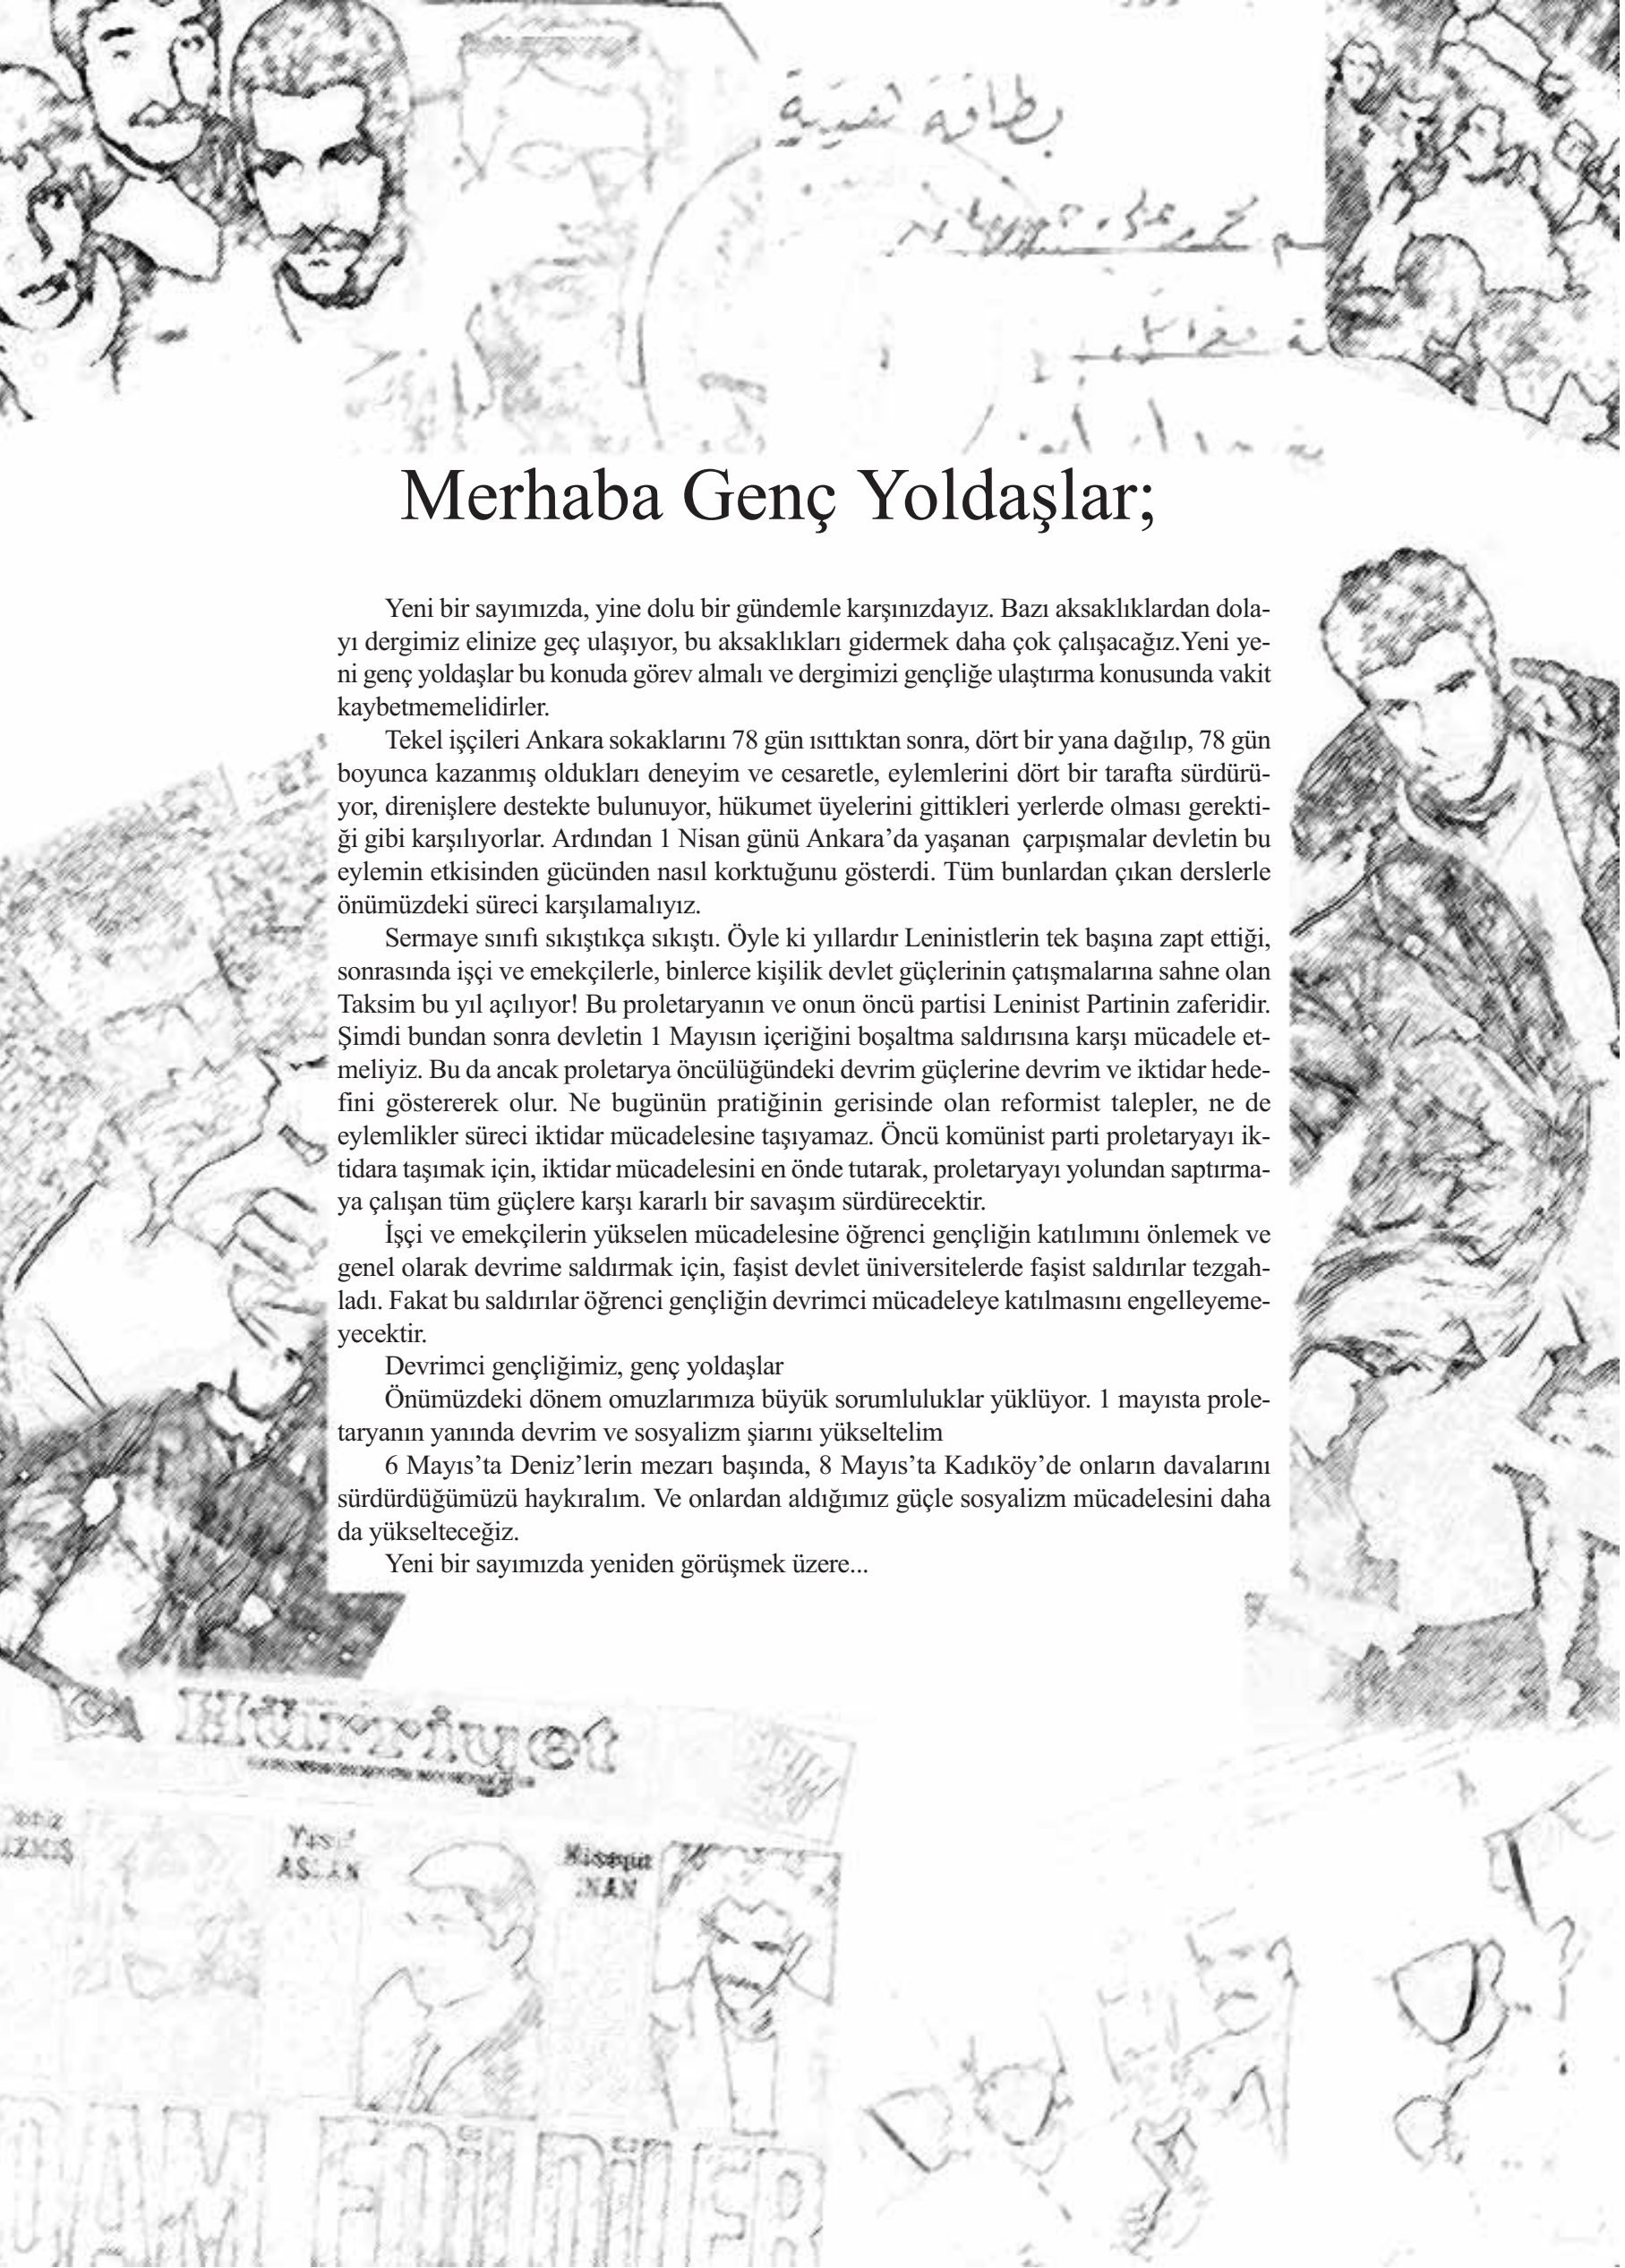 بطاقة
Merhaba Genç Yoldaşlar;
Yeni bir sayımızda, yine dolu bir gündemle karşınızdayız. Bazı aksaklıklardan dola-
yı dergimiz elinize geç ulaşıyor, bu aksaklıkları gidermek daha çok çalışacağız.Yeni ye-
ni genç yoldaşlar bu konuda görev almalı ve dergimizi gençliğe ulaştırma konusunda vakit
kaybetmemelidirler.
Tekel işçileri Ankara sokaklarını 78 gün ısıttıktan sonra, dört bir yana dağılıp, 78 gün
boyunca kazanmış oldukları deneyim ve cesaretle, eylemlerini dört bir tarafta sürdürü-
yor, direnişlere destekte bulunuyor, hükumet üyelerini gittikleri yerlerde olması gerekti-
ği gibi karşılıyorlar. Ardından 1 Nisan günü Ankara’da yaşanan  çarpışmalar devletin bu
eylemin etkisinden gücünden nasıl korktuğunu gösterdi. Tüm bunlardan çıkan derslerle
önümüzdeki süreci karşılamalıyız.
Sermaye sınıfı sıkıştıkça sıkıştı. Öyle ki yıllardır Leninistlerin tek başına zapt ettiği,
sonrasında işçi ve emekçilerle, binlerce kişilik devlet güçlerinin çatışmalarına sahne olan
Taksim bu yıl açılıyor! Bu proletaryanın ve onun öncü partisi Leninist Partinin zaferidir.
Şimdi bundan sonra devletin 1 Mayısın içeriğini boşaltma saldırısına karşı mücadele et-
meliyiz. Bu da ancak proletarya öncülüğündeki devrim güçlerine devrim ve iktidar hede-
fini göstererek olur. Ne bugünün pratiğinin gerisinde olan reformist talepler, ne de
eylemlikler süreci iktidar mücadelesine taşıyamaz. Öncü komünist parti proletaryayı ik-
tidara taşımak için, iktidar mücadelesini en önde tutarak, proletaryayı yolundan saptırma-
ya çalışan tüm güçlere karşı kararlı bir savaşım sürdürecektir.
İşçi ve emekçilerin yükselen mücadelesine öğrenci gençliğin katılımını önlemek ve
genel olarak devrime saldırmak için, faşist devlet üniversitelerde faşist saldırılar tezgah-
ladı. Fakat bu saldırılar öğrenci gençliğin devrimci mücadeleye katılmasını engelleyeme-
yecektir.
Devrimci gençliğimiz, genç yoldaşlar
Önümüzdeki dönem omuzlarımıza büyük sorumluluklar yüklüyor. 1 mayısta prole-
taryanın yanında devrim ve sosyalizm şiarını yükseltelim
6 Mayıs’ta Deniz’lerin mezarı başında, 8 Mayıs’ta Kadıköy’de onların davalarını
sürdürdüğümüzü haykıralım. Ve onlardan aldığımız güçle sosyalizm mücadelesini daha
da yükselteceğiz.
Yeni bir sayımızda yeniden görüşmek üzere...
Hürriyet
ASLAN